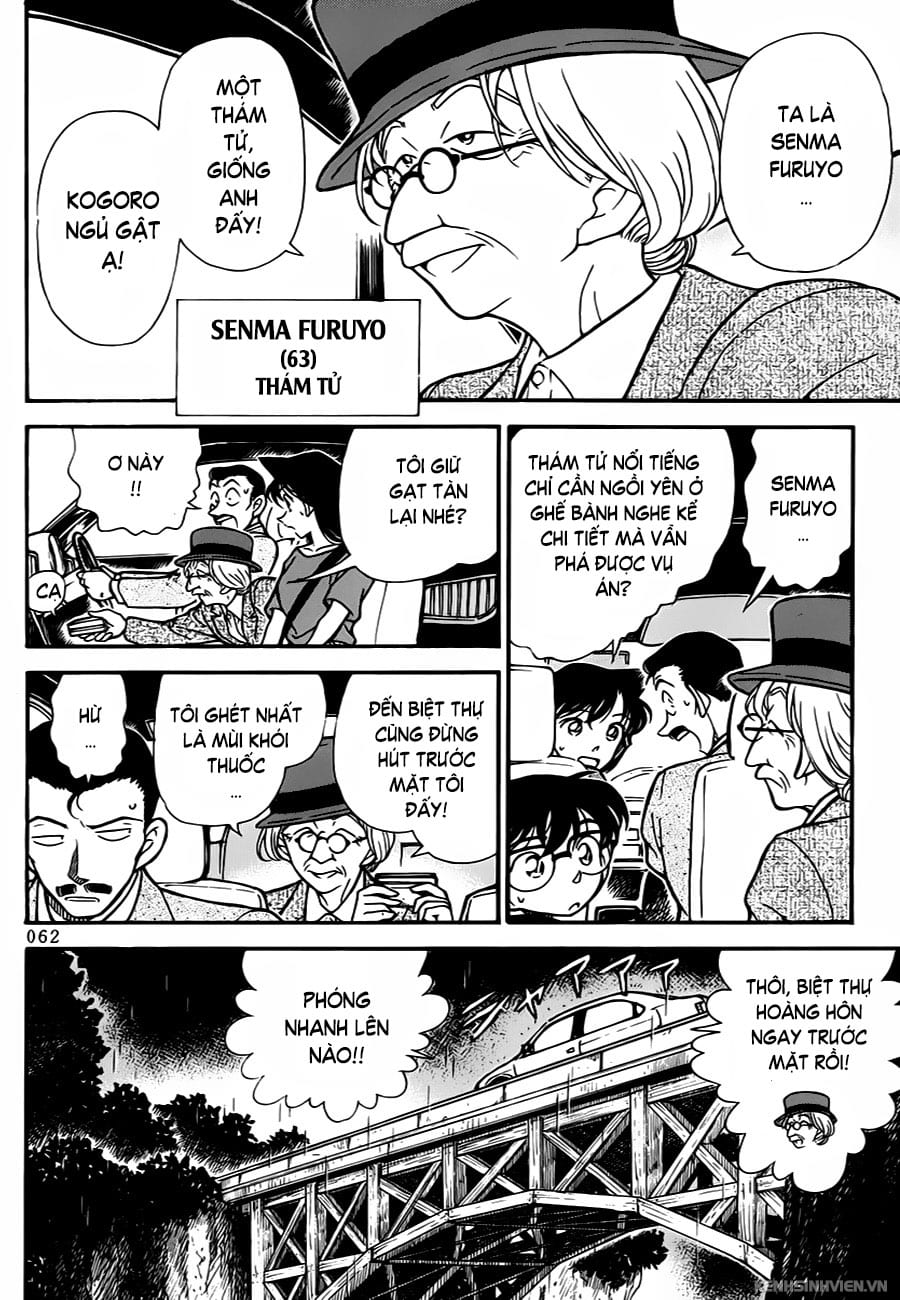 TA LÀ
SENMA
FURUYO
...
MỘT
THÁM
TỬ,
GIỐNG
ANH
ĐẤY!
KOGORO
NGỦ GẬT
Ạ!
SENMA FURUYO
(63)
THÁM TỬ
SENMA
FURUYO
...
THÁM TỬ NỔI TIẾNG
CHỈ CẦN NGỒI YÊN Ở
GHẾ BÀNH NGHE KỂ
CHI TIẾT MÀ VẪN
PHÁ ĐƯỢC VỤ
ÁN?
TÔI GIỮ
GẠT TÀN
LẠI NHÉ?
Ơ NÀY
!!
CẠ
ĐẾN BIỆT THỰ
CŨNG ĐỪNG
HÚT TRƯỚC
MẶT TÔI
ĐẤY!
TÔI GHÉT NHẤT
LÀ MÙI KHÓI
THUỐC
...
HỪ
...
062
THÔI, BIỆT THỰ
HOÀNG HÔN
NGAY TRƯỚC
MẶT RỒI!
PHÓNG
NHANH LÊN
NÀO!!
KENHSINHVIEN.VN